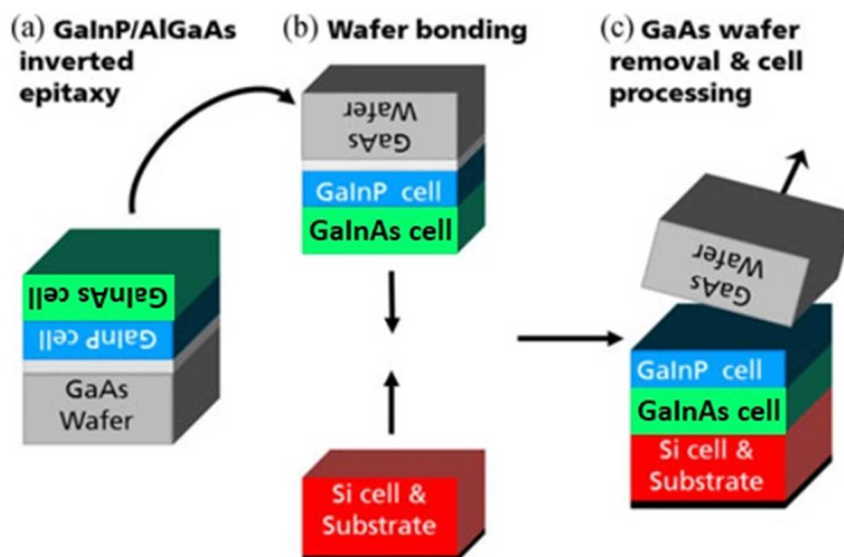 (a) GaInP/AlGaAs
inverted
epitaxy
GaInAs cell
GaInP cell
GaAs
Wafer
(b) Wafer bonding
GaAs
Wafer
GaInP cell
GaInAs cell
Si cell &
Substrate
(c) GaAs wafer
removal & cell
processing
GaAs
Wafer
GaInP cell
GaInAs cell
Si cell &
Substrate